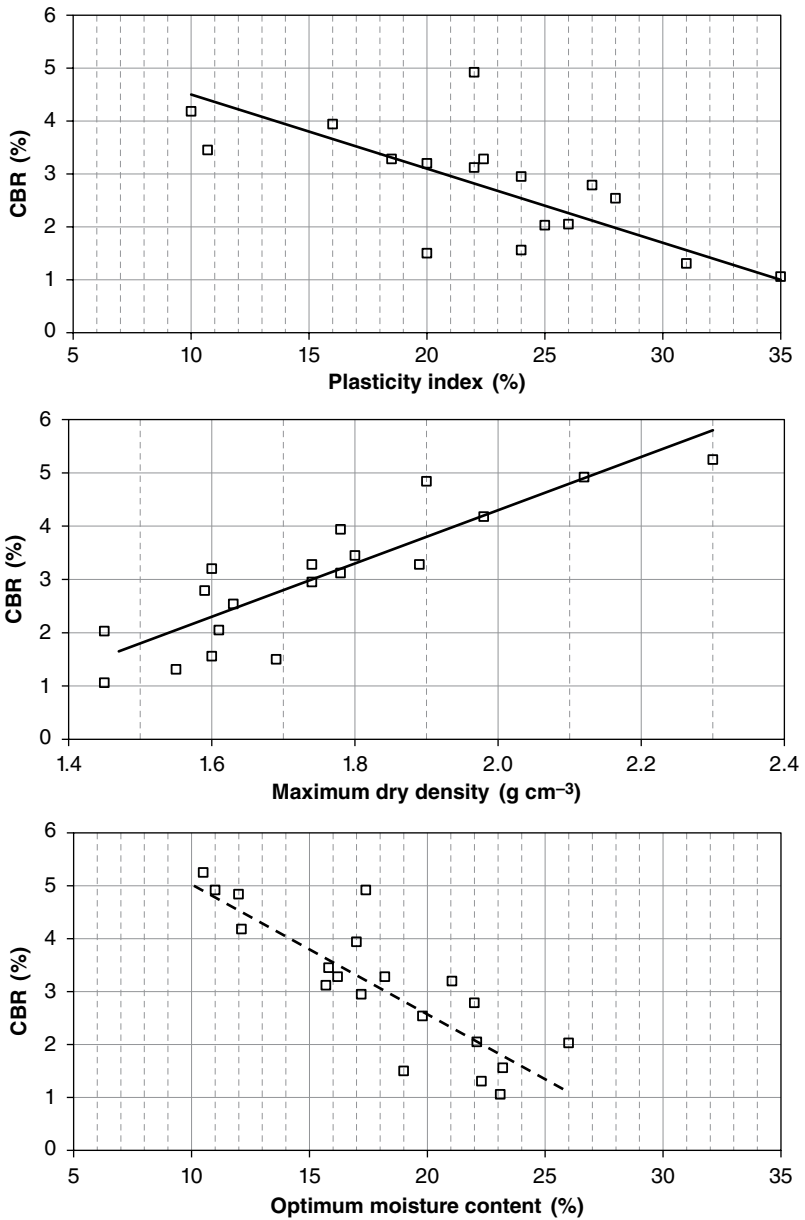 6
5
4
3
2
1
0
CBR (%)
5 10 15 20 25 30 35
Plasticity index (%)
6
5
4
3
2
1
0
CBR (%)
1.4 1.6 1.8 2.0 2.2 2.4
Maximum dry density (g cm⁻³)
6
5
4
3
2
1
0
CBR (%)
5 10 15 20 25 30 35
Optimum moisture content (%)